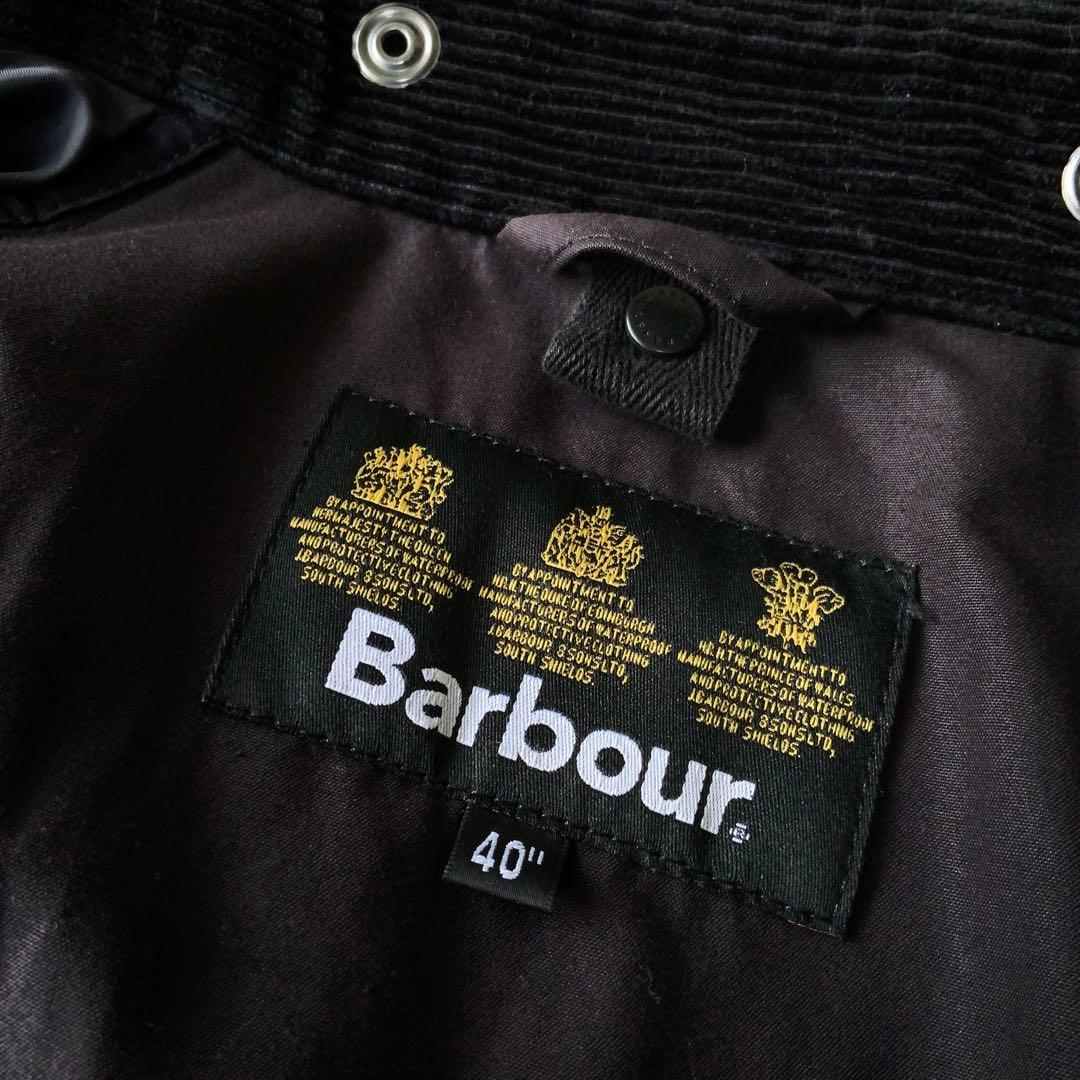 BY APPOINTMENT TO
HER MAJESTY THE QUEEN
MANUFACTURERS OF WATERPROOF
AND PROTECTIVE CLOTHING
J.BARBOUR & SONS LTD,
SOUTH SHIELDS.
BY APPOINTMENT TO
H.R.H.THE DUKE OF EDINBURGH
MANUFACTURERS OF WATERPROOF
AND PROTECTIVE CLOTHING
J.BARBOUR & SONS LTD,
SOUTH SHIELDS.
BY APPOINTMENT TO
H.R.H.THE PRINCE OF WALES
MANUFACTURERS OF WATERPROOF
AND PROTECTIVE CLOTHING
J.BARBOUR & SONS LTD,
SOUTH SHIELDS.
Barbour®
40"